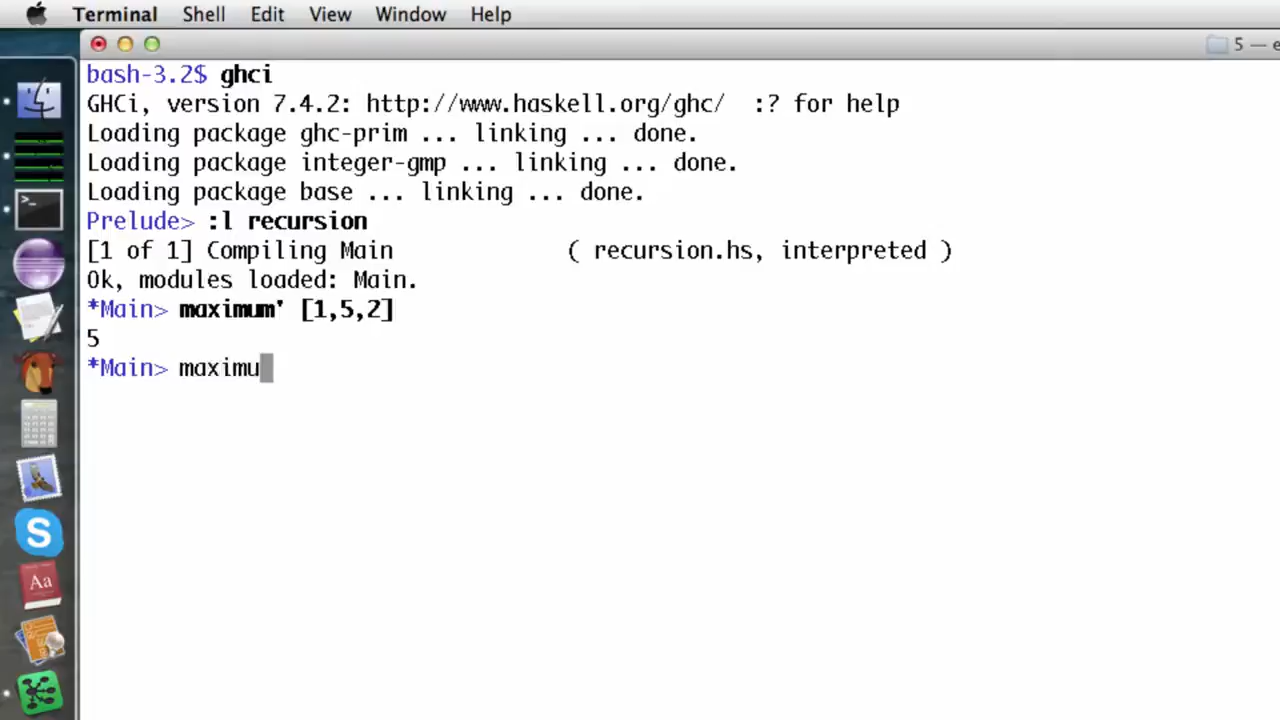 Terminal Shell Edit View Window Help
5 — e
bash-3.2$ ghci
GHCi, version 7.4.2: http://www.haskell.org/ghc/  :? for help
Loading package ghc-prim ... linking ... done.
Loading package integer-gmp ... linking ... done.
Loading package base ... linking ... done.
Prelude> :l recursion
[1 of 1] Compiling Main             ( recursion.hs, interpreted )
Ok, modules loaded: Main.
*Main> maximum' [1,5,2]
5
*Main> maximu
>_
S
Aa